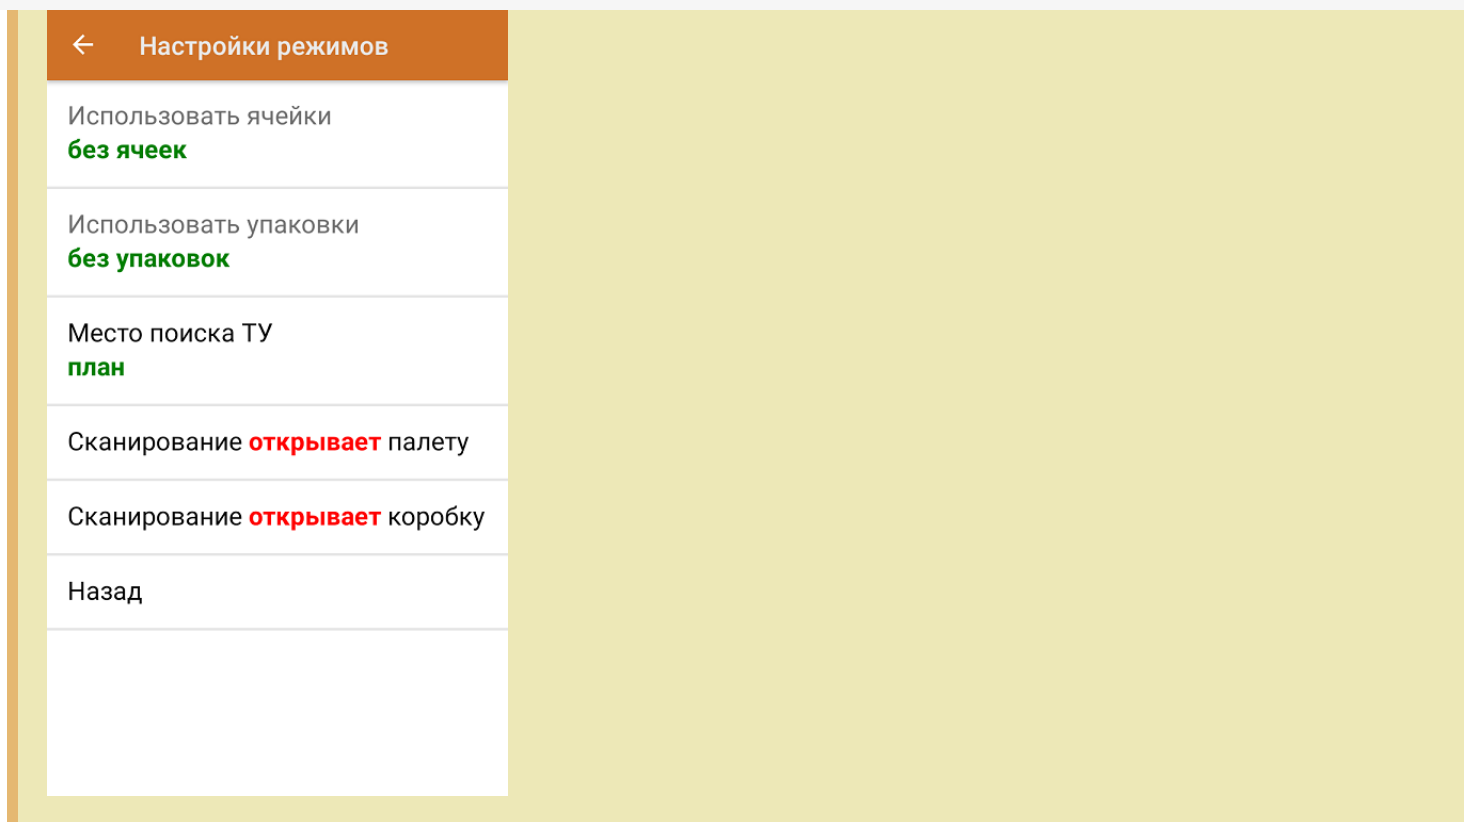 Настройки режимов
Использовать ячейки
без ячеек
Использовать упаковки
без упаковок
Место поиска ТУ
план
Сканирование открывает палету
Сканирование открывает коробку
Назад